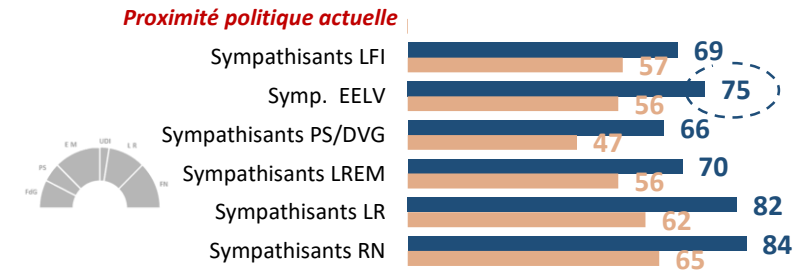 Proximité politique actuelle
Sympathisants LFI 69
57
Symp. EELV 75
56
Sympathisants PS/DVG 66
47
Sympathisants LREM 70
56
Sympathisants LR 82
62
Sympathisants RN 84
65
FdG PS E M UDI L R FN